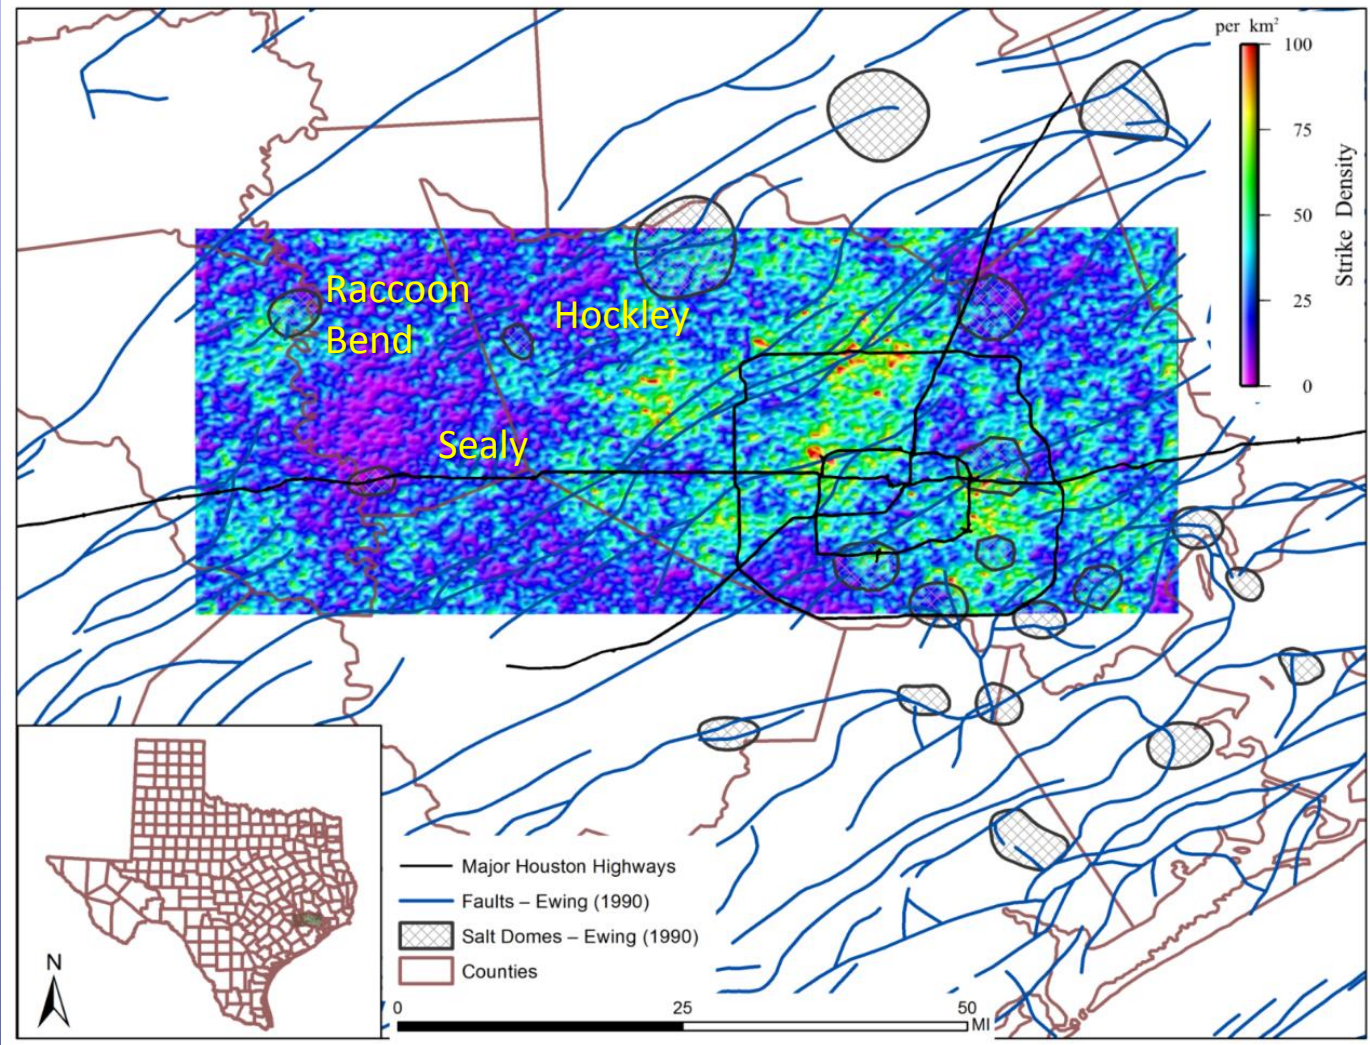 per km²
100
75
50
25
0
Strike Density
Raccoon
Bend
Hockley
Sealy
N
Major Houston Highways
Faults – Ewing (1990)
Salt Domes – Ewing (1990)
Counties
0 25 50
MI